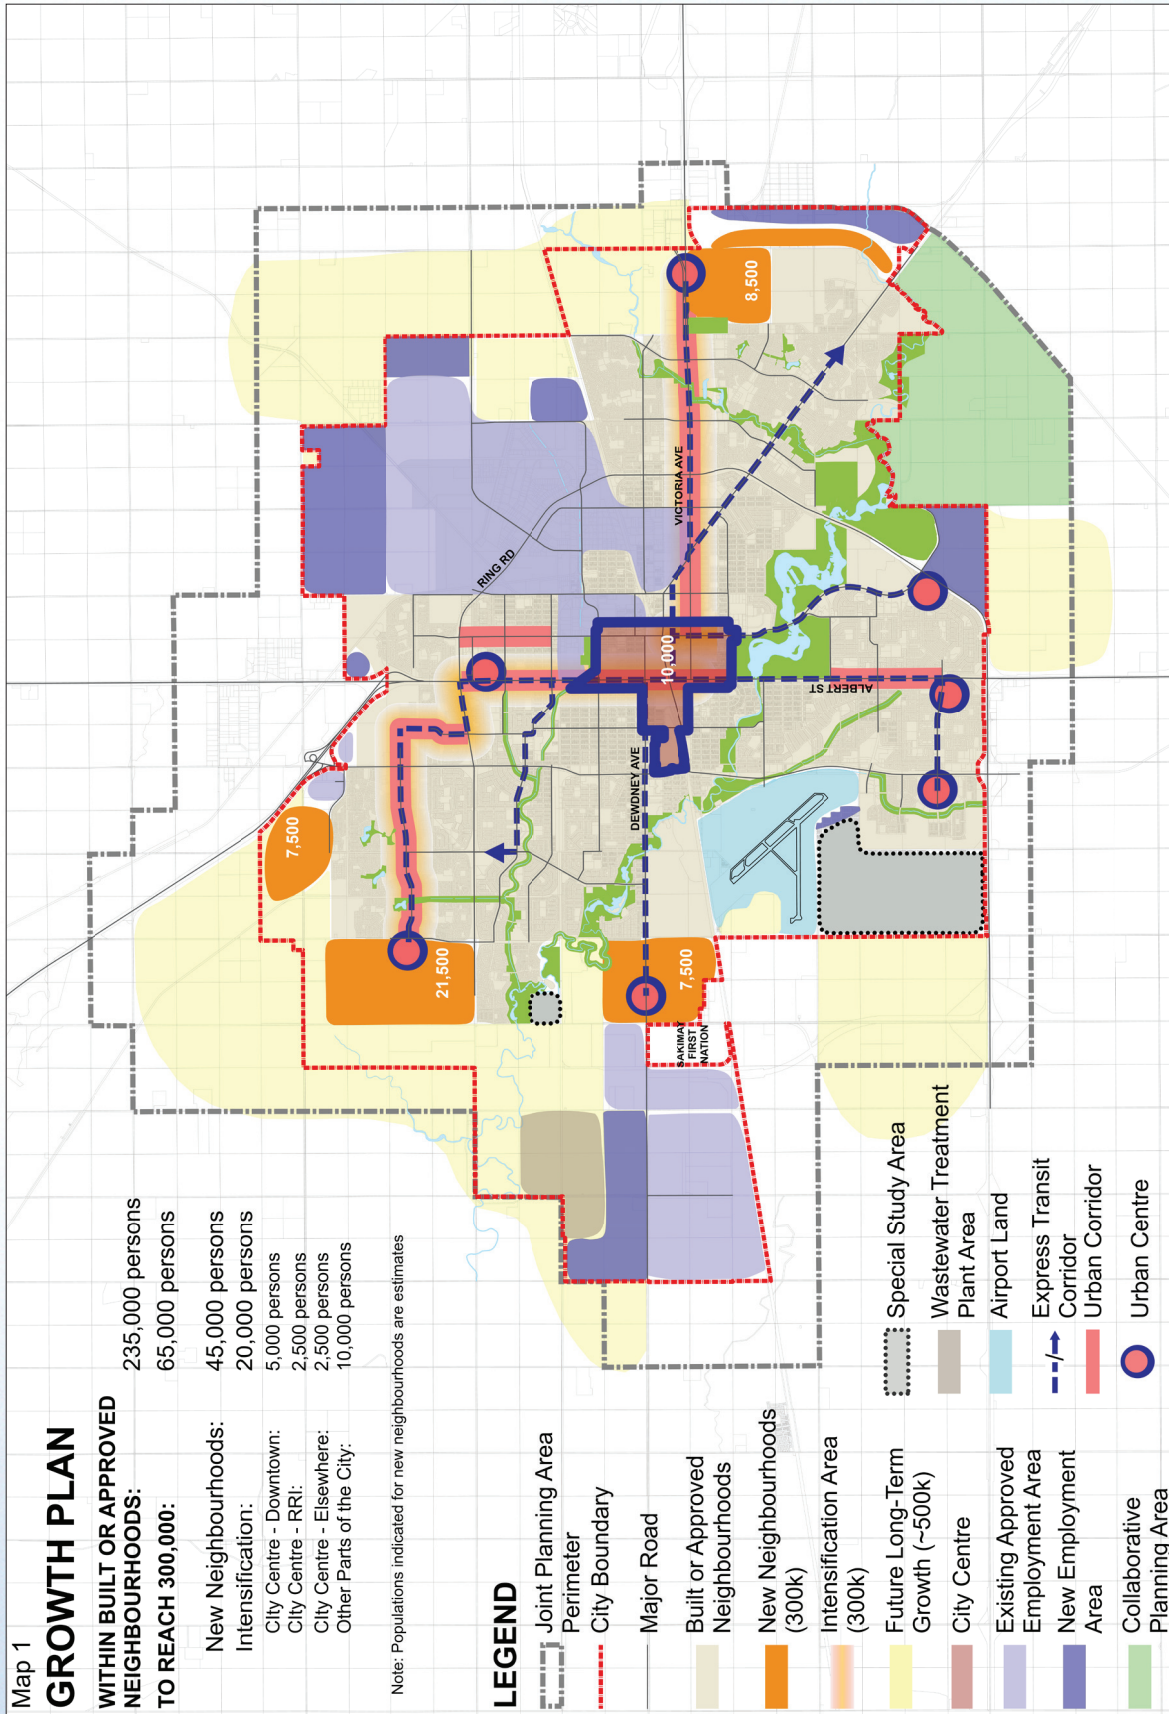 Map 1
GROWTH PLAN
WITHIN BUILT OR APPROVED
NEIGHBOURHOODS: 235,000 persons
TO REACH 300,000: 65,000 persons
New Neighbourhoods: 45,000 persons
Intensification: 20,000 persons
City Centre - Downtown: 5,000 persons
City Centre - RRI: 2,500 persons
City Centre - Elsewhere: 2,500 persons
Other Parts of the City: 10,000 persons
Note: Populations indicated for new neighbourhoods are estimates
LEGEND
Joint Planning Area
Perimeter
City Boundary
Major Road
Built or Approved
Neighbourhoods
New Neighbourhoods
(300k)
Intensification Area
(300k)
Future Long-Term
Growth (~500k)
City Centre
Existing Approved
Employment Area
New Employment
Area
Collaborative
Planning Area
Special Study Area
Wastewater Treatment
Plant Area
Airport Land
Express Transit
Corridor
Urban Corridor
Urban Centre
7,500
21,500
7,500
SAKIMAY
FIRST
NATION
DEWDNEY AVE
10,000
ALBERT ST
RING RD
VICTORIA AVE
8,500